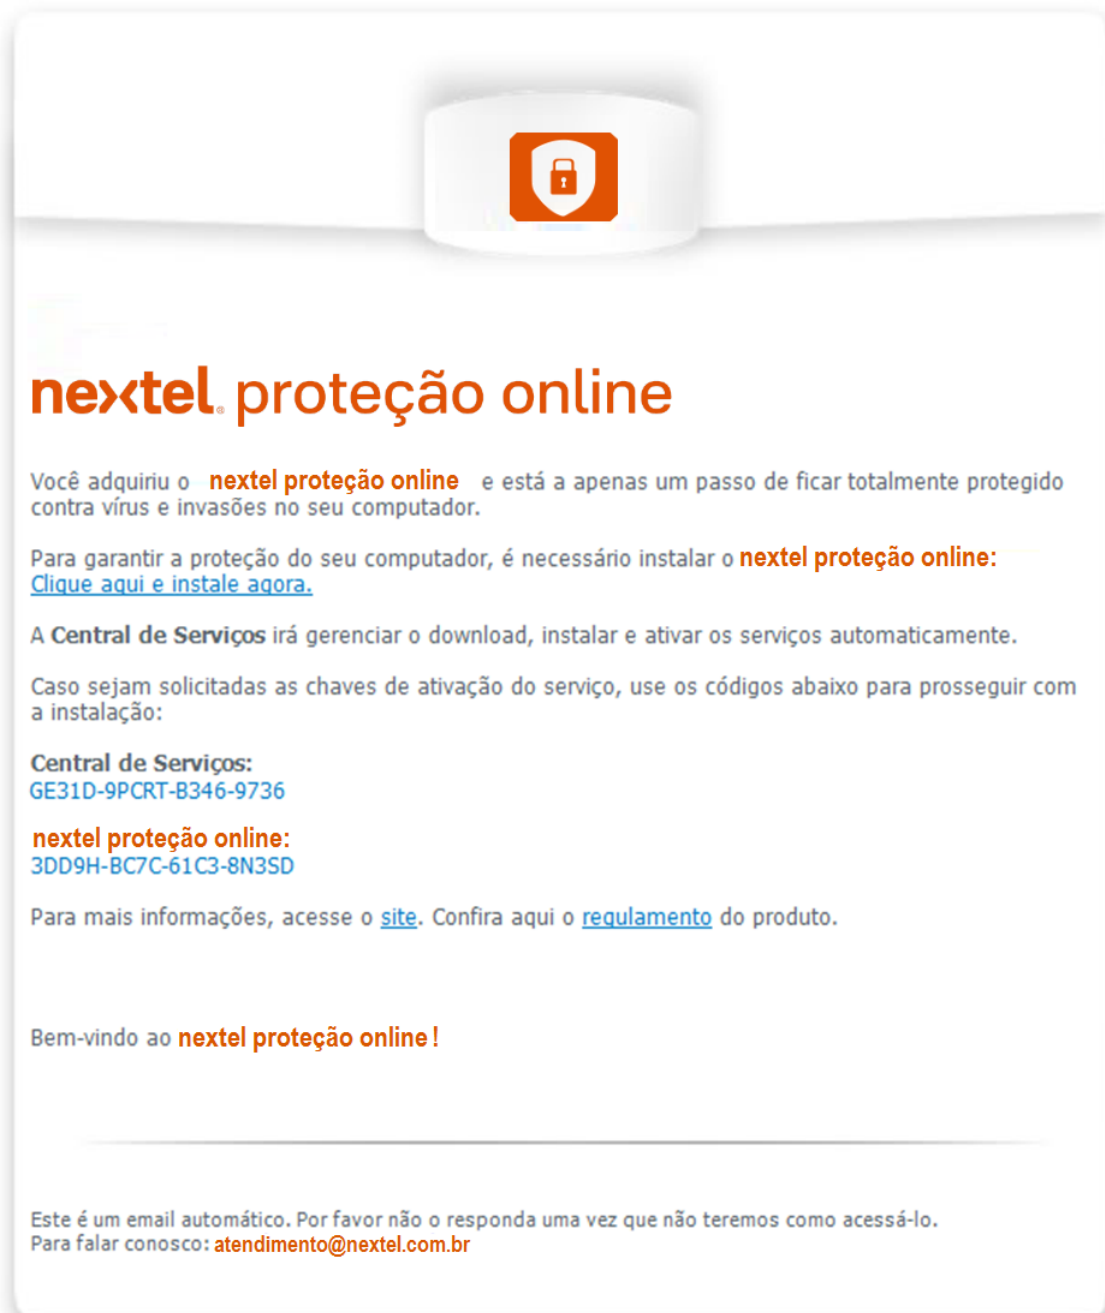 nextel® proteção online
Você adquiriu o nextel proteção online e está a apenas um passo de ficar totalmente protegido
contra vírus e invasões no seu computador.
Para garantir a proteção do seu computador, é necessário instalar o nextel proteção online:
Clique aqui e instale agora.
A Central de Serviços irá gerenciar o download, instalar e ativar os serviços automaticamente.
Caso sejam solicitadas as chaves de ativação do serviço, use os códigos abaixo para prosseguir com
a instalação:
Central de Serviços:
GE31D-9PCRT-B346-9736
nextel proteção online:
3DD9H-BC7C-61C3-8N3SD
Para mais informações, acesse o site. Confira aqui o regulamento do produto.
Bem-vindo ao nextel proteção online!
Este é um email automático. Por favor não o responda uma vez que não teremos como acessá-lo.
Para falar conosco: atendimento@nextel.com.br